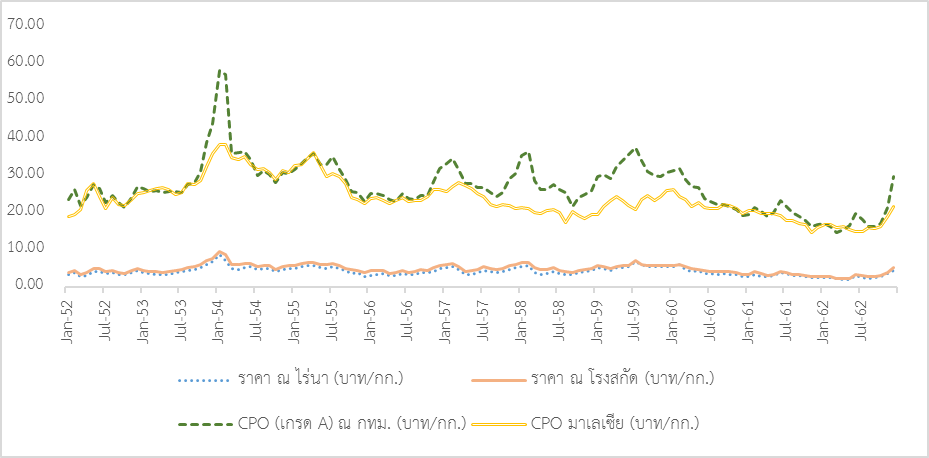 70.00
60.00
50.00
40.00
30.00
20.00
10.00
0.00
Jan-52
Jul-52
Jan-53
Jul-53
Jan-54
Jul-54
Jan-55
Jul-55
Jan-56
Jul-56
Jan-57
Jul-57
Jan-58
Jul-58
Jan-59
Jul-59
Jan-60
Jul-60
Jan-61
Jul-61
Jan-62
Jul-62
ราคา ณ ไร่นา (บาท/กก.)
ราคา ณ โรงสกัด (บาท/กก.)
CPO (เกรด A) ณ กทม. (บาท/กก.)
CPO มาเลเซีย (บาท/กก.)